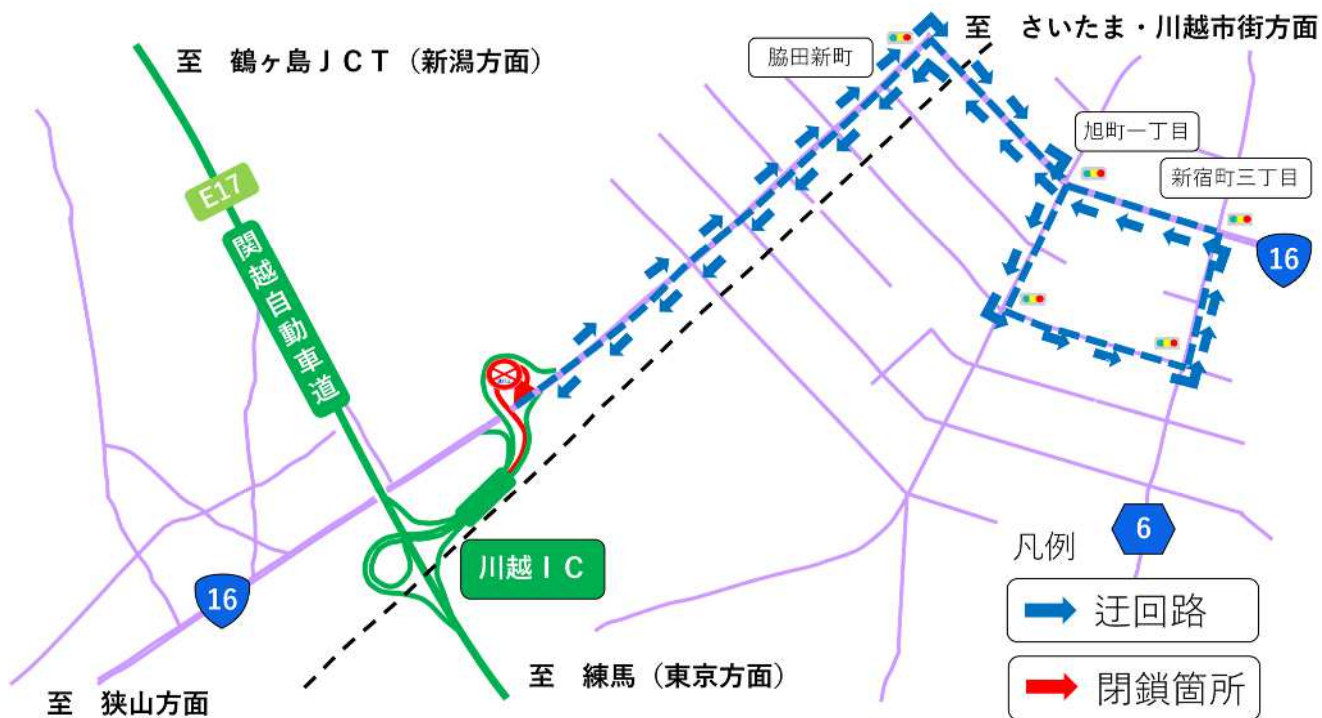 至　さいたま・川越市街方面
至　鶴ヶ島ＪＣＴ（新潟方面）
脇田新町
旭町一丁目
新宿町三丁目
E17
関越自動車道
16
6
凡例
川越ＩＣ
迂回路
16
閉鎖箇所
至　練馬（東京方面）
至　狭山方面